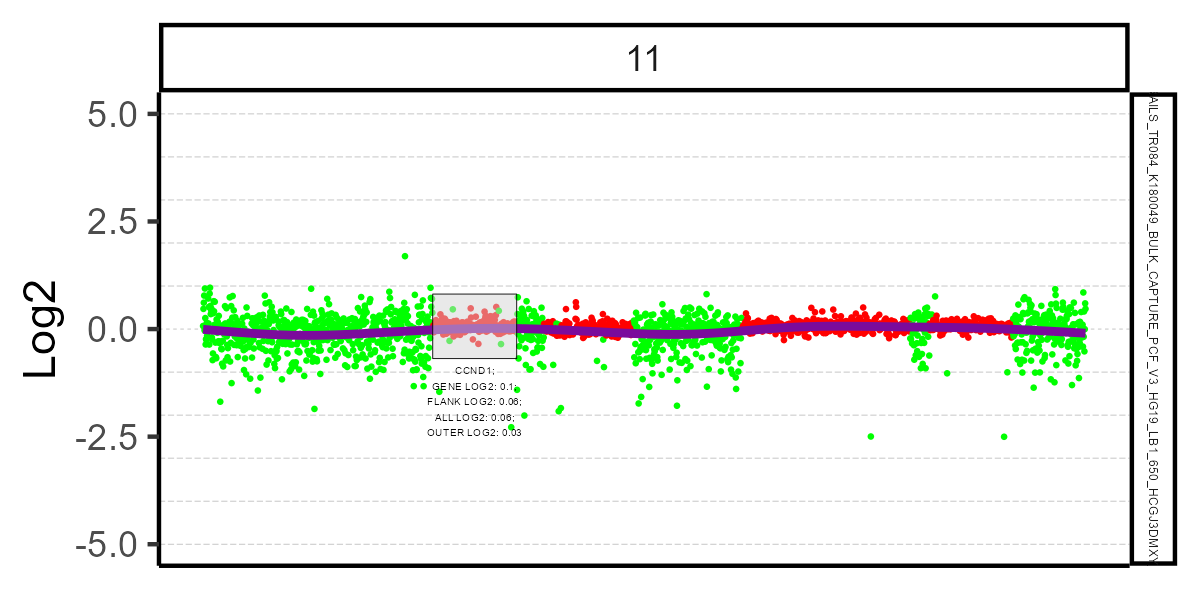 11
5.0
2.5
0.0
-2.5
-5.0
Log2
CCND1;
GENE LOG2: 0.1;
FLANK LOG2: 0.06;
ALL LOG2: 0.06;
OUTER LOG2: 0.03
AILS_TR084_K180049_BULK_CAPTURE_PCE_V3_HG19_LB1_650_HCGJ3DMXY